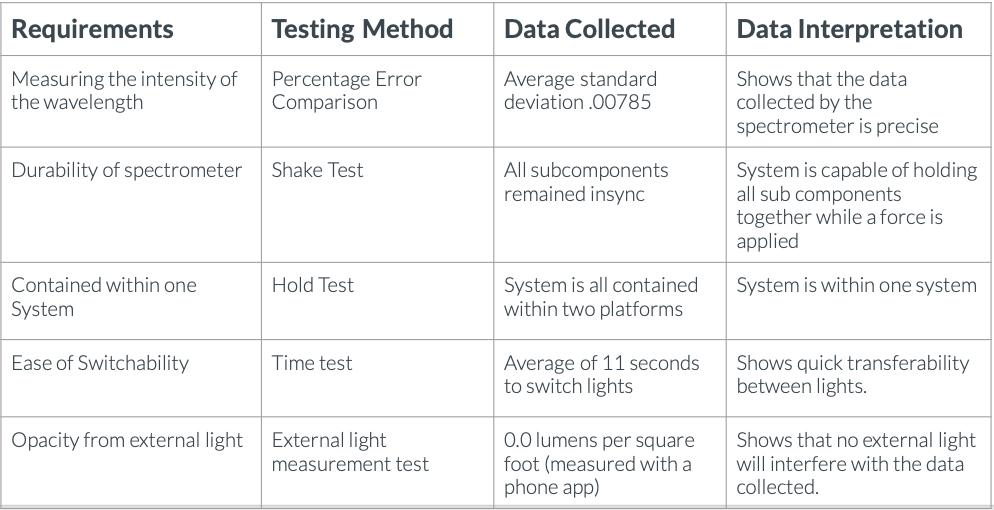 Requirements
Testing Method
Data Collected
Data Interpretation
Measuring the intensity of
the wavelength
Percentage Error
Comparison
Average standard
deviation .00785
Shows that the data
collected by the
spectrometer is precise
Durability of spectrometer
Shake Test
All subcomponents
remained insync
System is capable of holding
all sub components
together while a force is
applied
Contained within one
System
Hold Test
System is all contained
within two platforms
System is within one system
Ease of Switchability
Time test
Average of 11 seconds
to switch lights
Shows quick transferability
between lights.
Opacity from external light
External light
measurement test
0.0 lumens per square
foot (measured with a
phone app)
Shows that no external light
will interfere with the data
collected.